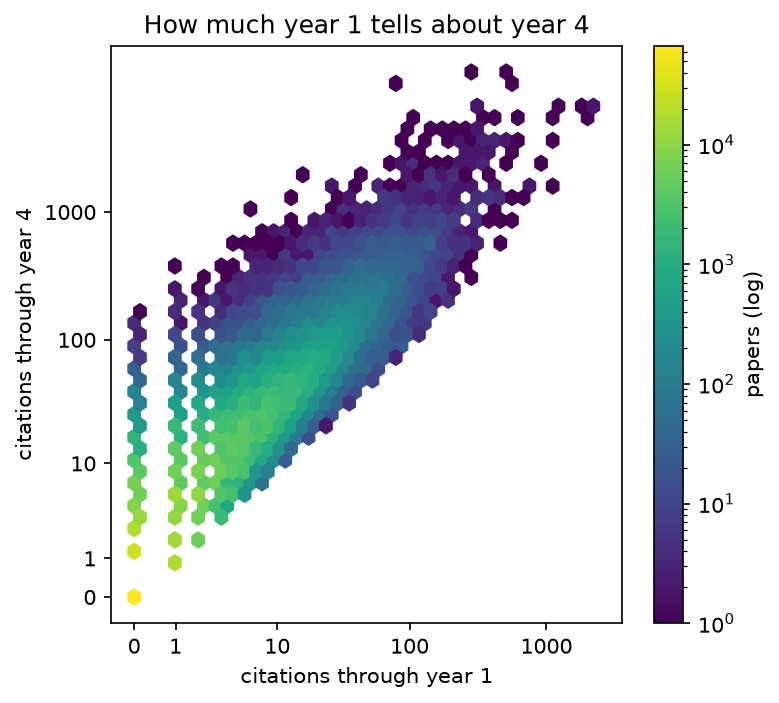 How much year 1 tells about year 4
citations through year 4
1000
100
10
1
0
0 1 10 100 1000
citations through year 1
10^4
10^3
10^2
10^1
10^0
papers (log)